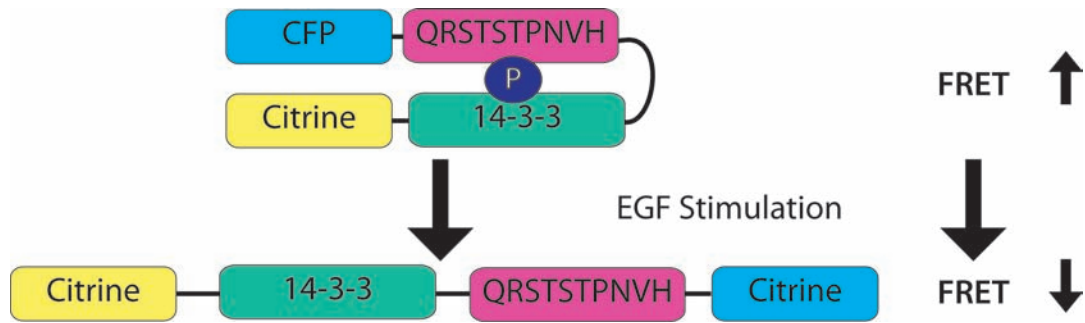 CFP QRSTSTPNVH
P
FRET
Citrine 14-3-3
EGF Stimulation
Citrine 14-3-3 QRSTSTPNVH Citrine FRET